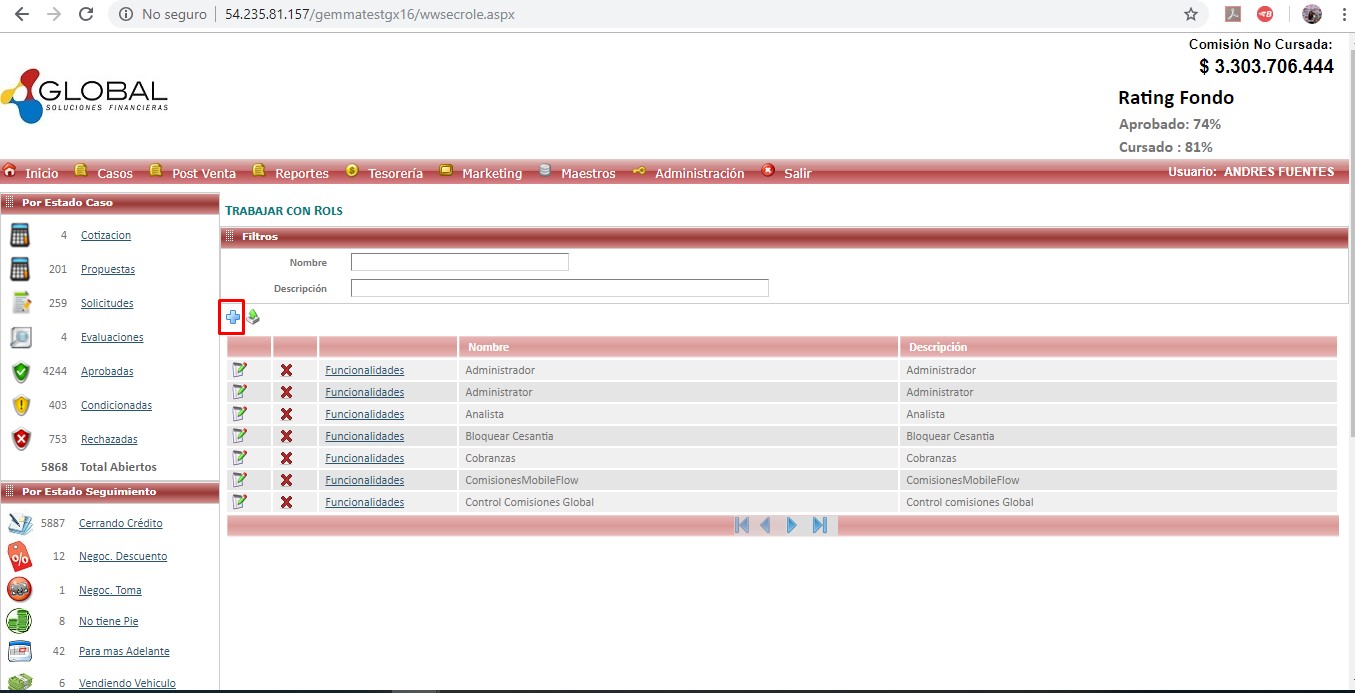 No seguro | 54.235.81.157/gemmatestgx16/wwsecrole.aspx
GLOBAL
SOLUCIONES FINANCIERAS
Comisión No Cursada:
$ 3.303.706.444
Rating Fondo
Aprobado: 74%
Cursado : 81%
Inicio Casos Post Venta Reportes Tesorería Marketing Maestros Administración Salir Usuario: ANDRES FUENTES
Por Estado Caso
4 Cotizacion
201 Propuestas
259 Solicitudes
4 Evaluaciones
4244 Aprobadas
403 Condicionadas
753 Rechazadas
5868 Total Abiertos
Por Estado Seguimiento
5887 Cerrando Crédito
12 Negoc. Descuento
1 Negoc. Toma
8 No tiene Pie
42 Para mas Adelante
6 Vendiendo Vehiculo
TRABAJAR CON ROLS
Filtros
Nombre
Descripción
Nombre Descripción
Funcionalidades Administrador Administrador
Funcionalidades Administrator Administrator
Funcionalidades Analista Analista
Funcionalidades Bloquear Cesantia Bloquear Cesantia
Funcionalidades Cobranzas Cobranzas
Funcionalidades ComisionesMobileFlow ComisionesMobileFlow
Funcionalidades Control Comisiones Global Control comisiones Global